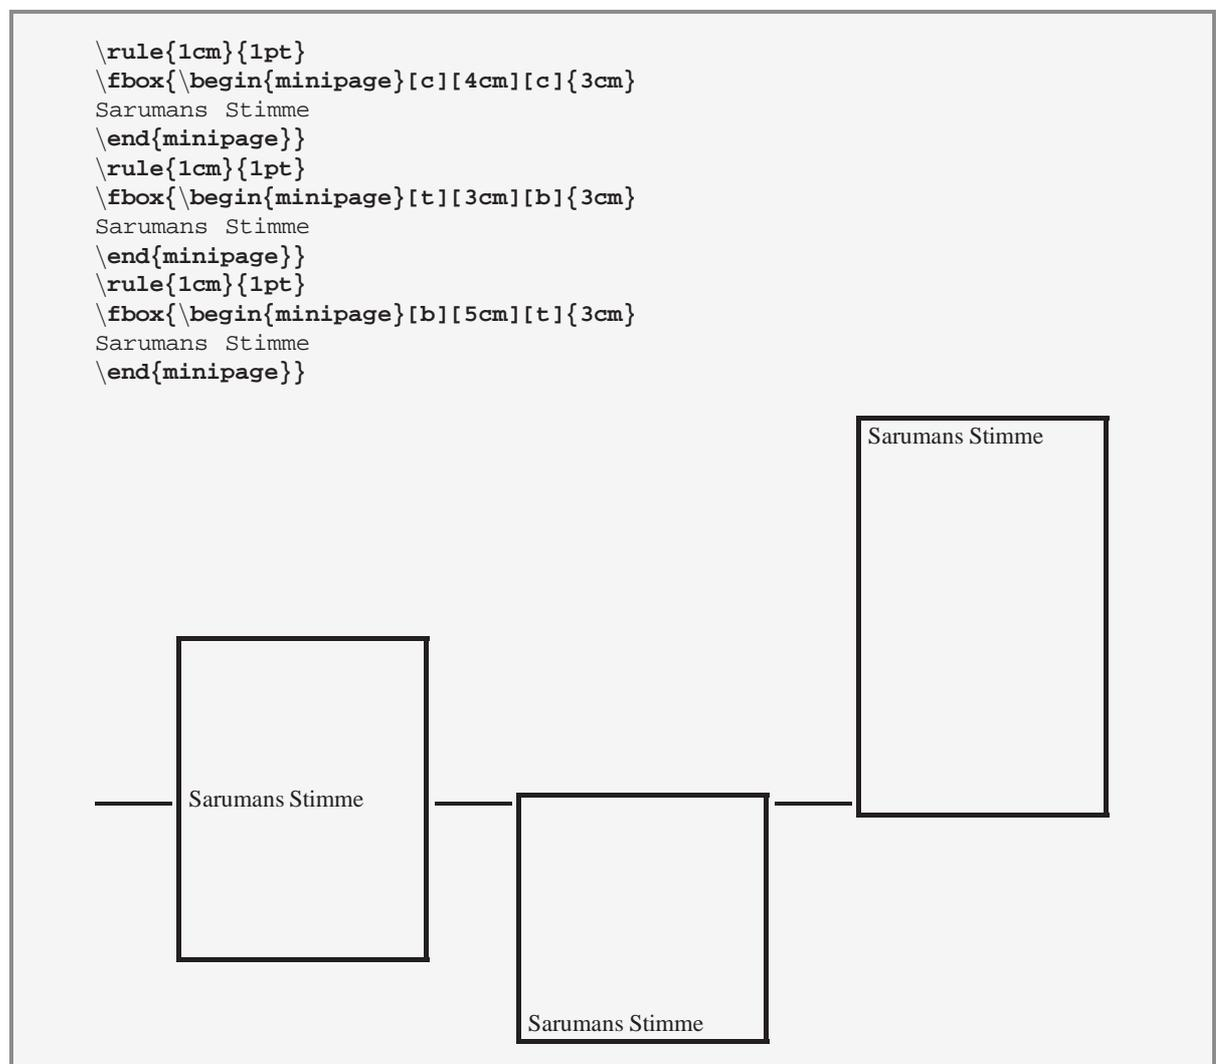 \rule{1cm}{1pt}
\fbox{\begin{minipage}[c][4cm][c]{3cm}
Sarumans Stimme
\end{minipage}}
\rule{1cm}{1pt}
\fbox{\begin{minipage}[t][3cm][b]{3cm}
Sarumans Stimme
\end{minipage}}
\rule{1cm}{1pt}
\fbox{\begin{minipage}[b][5cm][t]{3cm}
Sarumans Stimme
\end{minipage}}
Sarumans Stimme
Sarumans Stimme
Sarumans Stimme